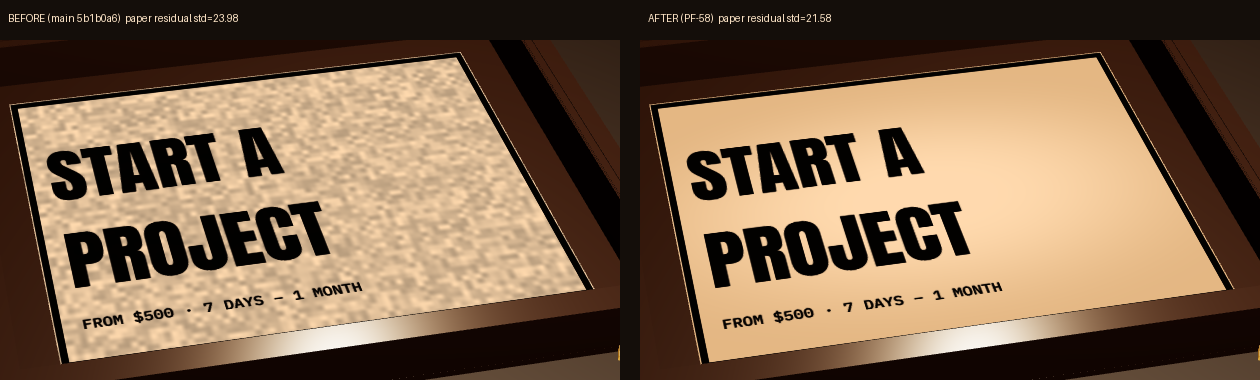 BEFORE (main 5b1b0a6) paper residual std=23.98
START A
PROJECT
FROM $500 · 7 DAYS – 1 MONTH
AFTER (PF-58) paper residual std=21.58
START A
PROJECT
FROM $500 · 7 DAYS – 1 MONTH